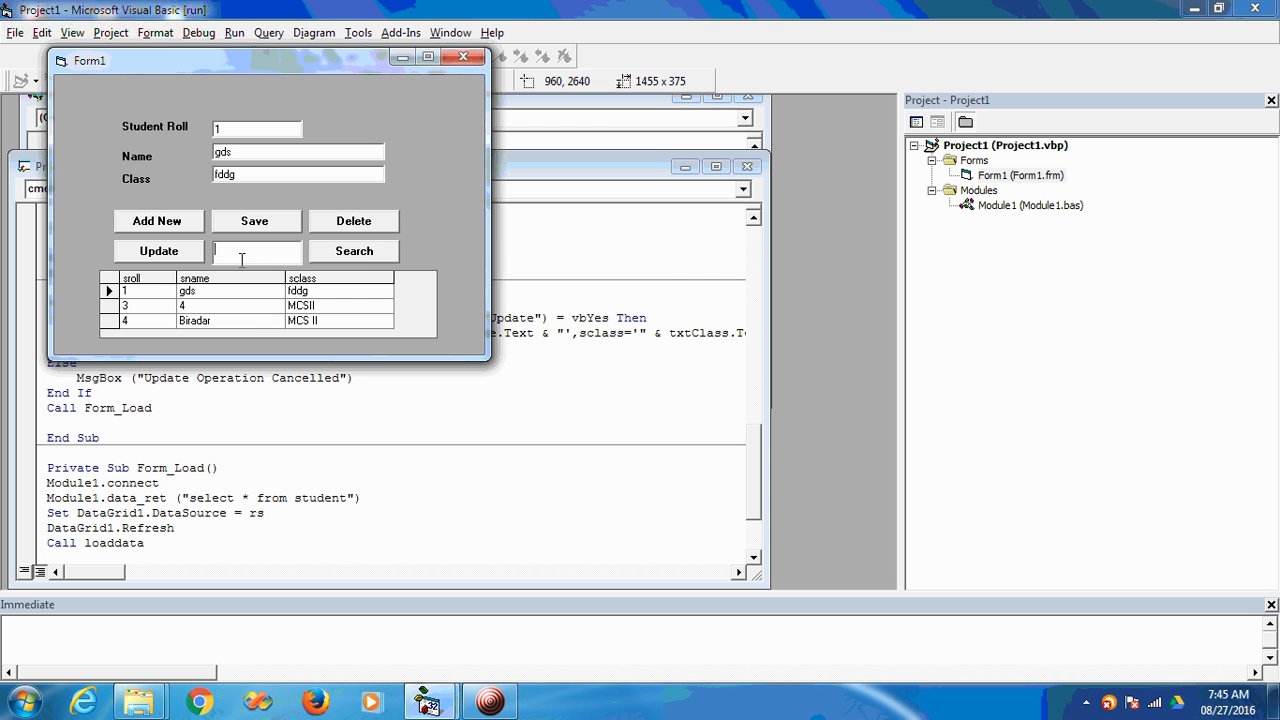 Project1 - Microsoft Visual Basic [run]
File Edit View Project Format Debug Run Query Diagram Tools Add-Ins Window Help
Form1
960, 2640
1455 x 375
Project - Project1
Student Roll 1
Name gds
Class fddg
Add New Save Delete
Update Search
sroll sname sclass
1 gds fddg
3 4 MCSII
4 Biradar MCS II
Project1 (Project1.vbp)
Forms
Form1 (Form1.frm)
Modules
Module1 (Module1.bas)
Update") = vbYes Then
e.Text & "',sclass='" & txtClass.Te
Else
MsgBox ("Update Operation Cancelled")
End If
Call Form_Load
End Sub
Private Sub Form_Load()
Module1.connect
Module1.data_ret ("select * from student")
Set DataGrid1.DataSource = rs
DataGrid1.Refresh
Call loaddata
Immediate
32
7:45 AM
08/27/2016